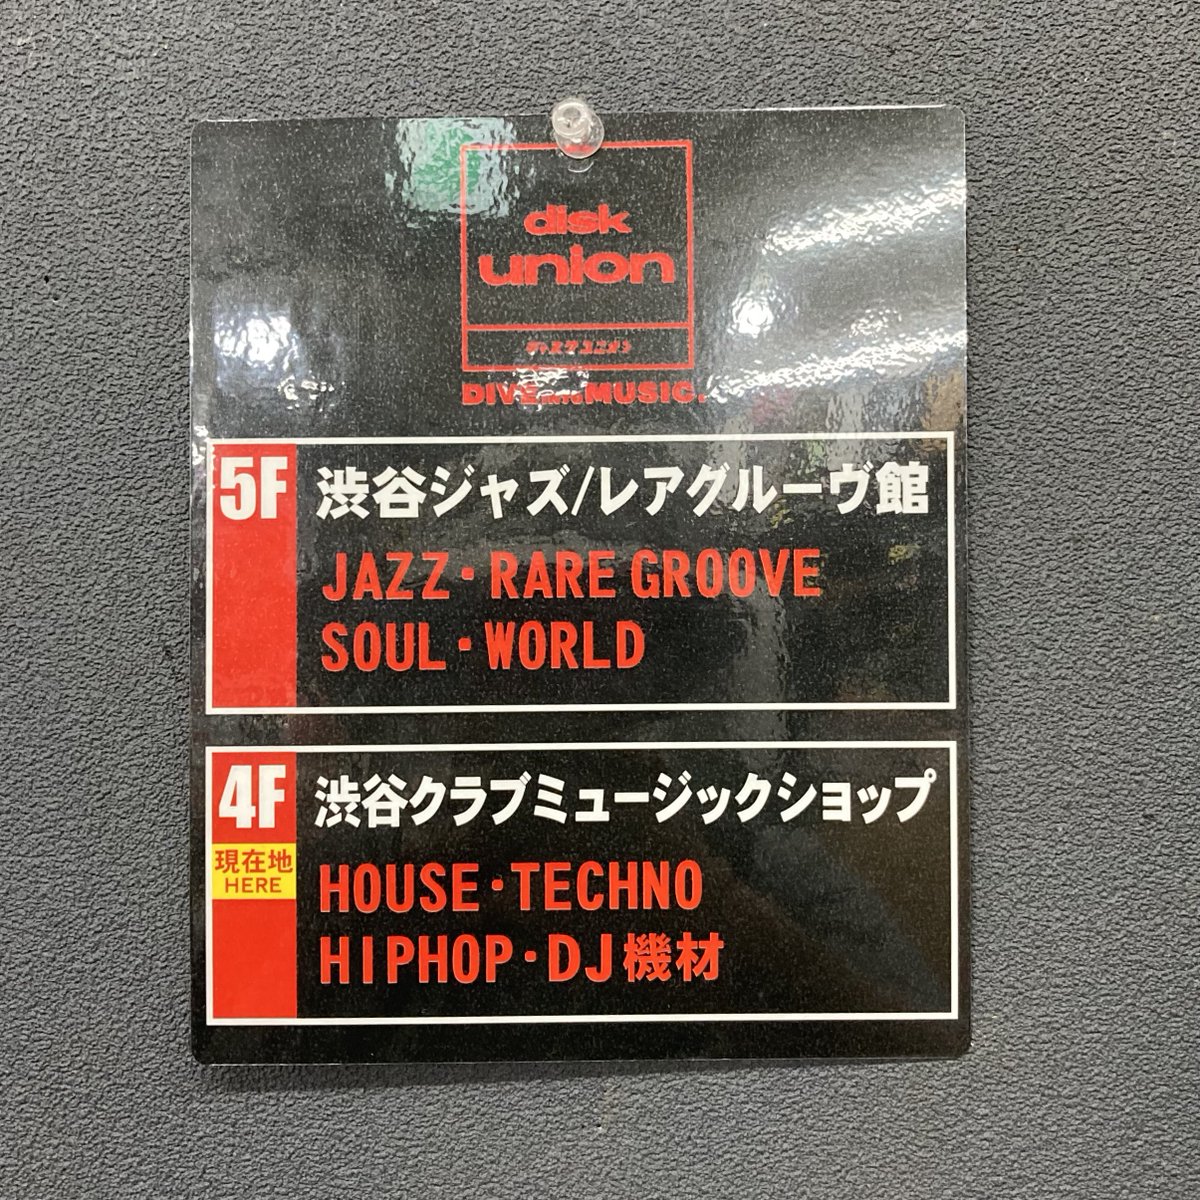 disk
union
ディスクユニオン
DIVE INTO MUSIC.
5F
渋谷ジャズ/レアグルーヴ館
JAZZ・RARE GROOVE
SOUL・WORLD
4F
現在地
HERE
渋谷クラブミュージックショップ
HOUSE・TECHNO
HIPHOP・DJ機材